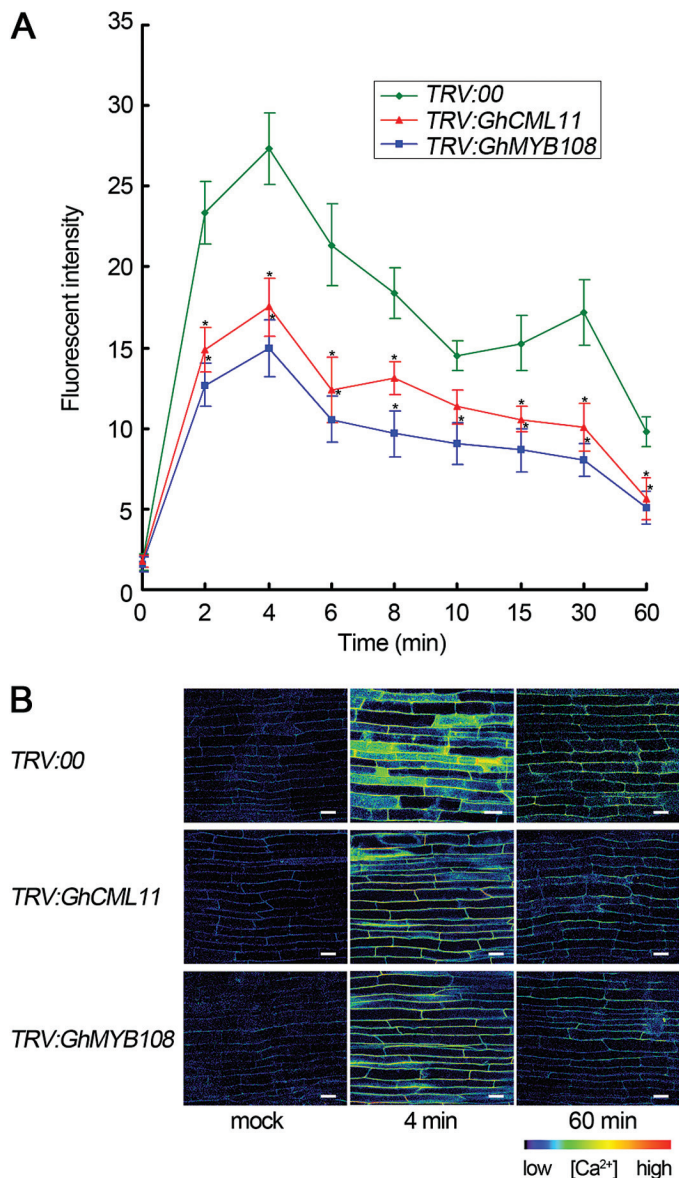 A
35
30
25
20
15
10
5
0
Fluorescent intensity
TRV:00
TRV:GhCML11
TRV:GhMYB108
* * * * * * * *
* * * * * * * *
0 2 4 6 8 10 15 30 60
Time (min)
B
TRV:00
TRV:GhCML11
TRV:GhMYB108
mock 4 min 60 min
low [Ca²⁺] high